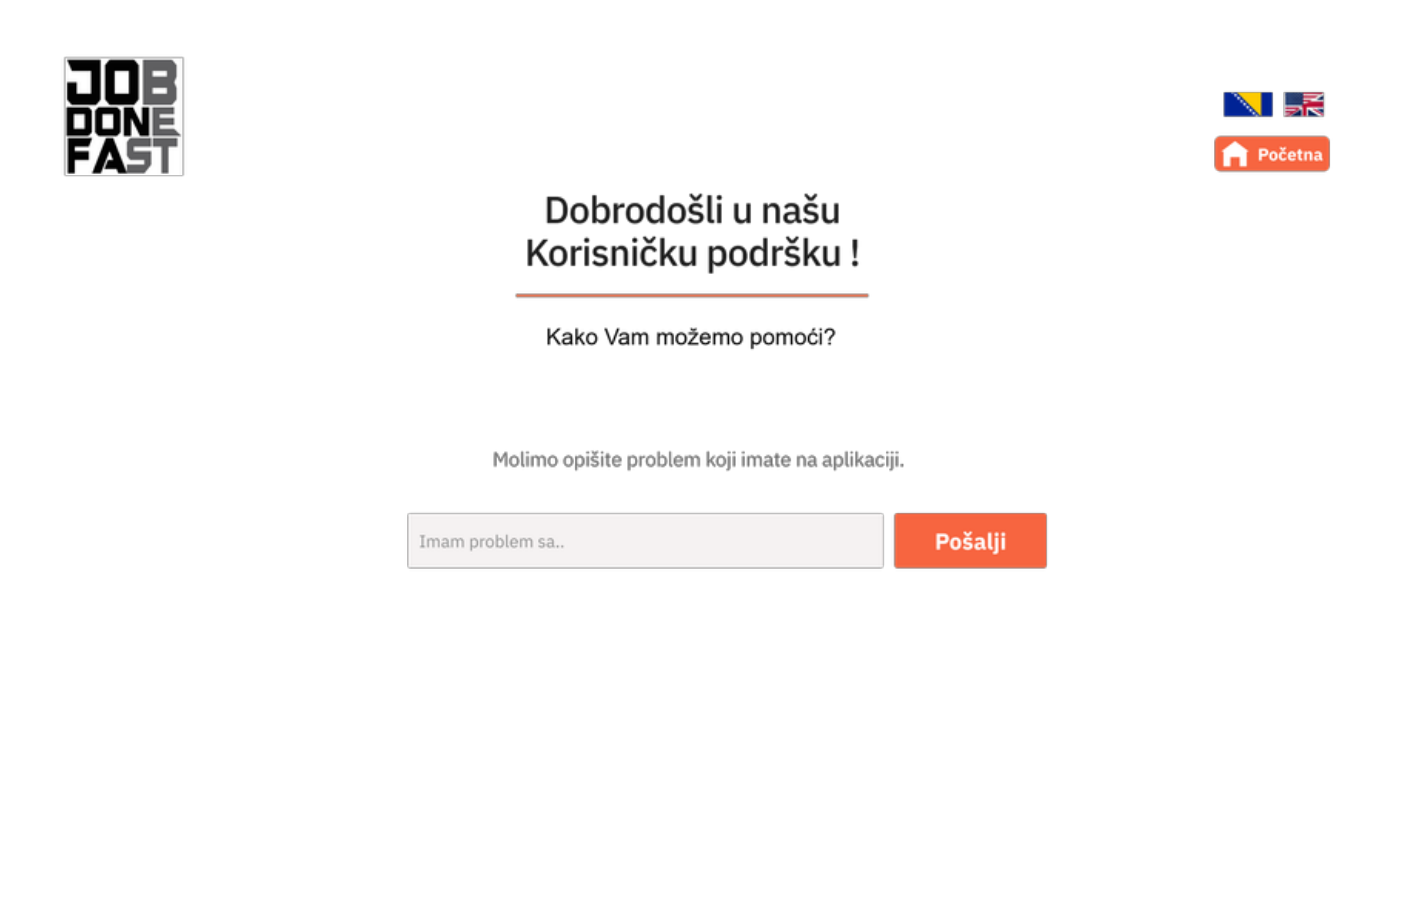 JOB
DONE
FAST
Početna
Dobrodošli u našu
Korisničku podršku !
Kako Vam možemo pomoći?
Molimo opišite problem koji imate na aplikaciji.
Imam problem sa..
Pošalji